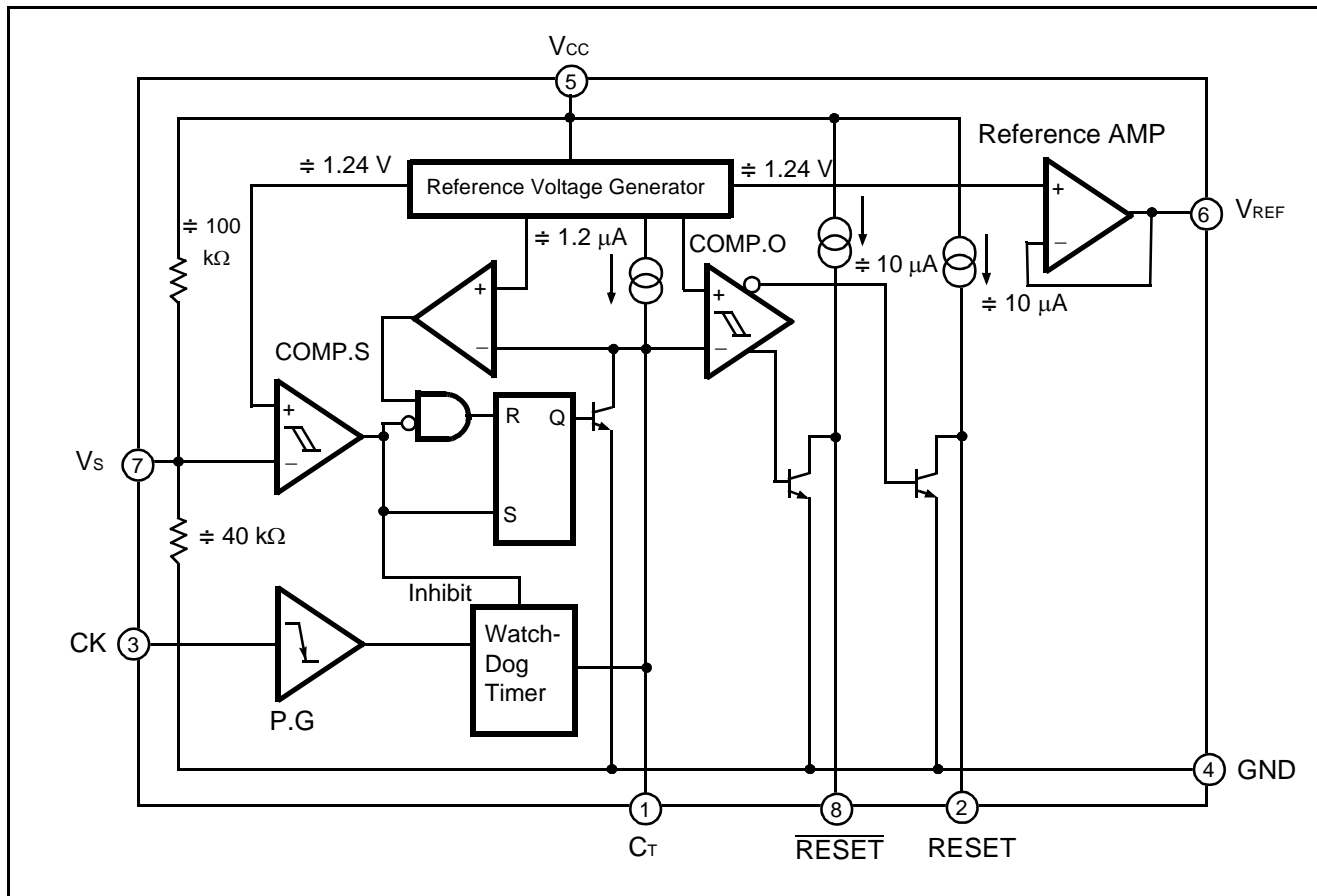 VCC
5
Reference AMP
≑ 1.24 V
Reference Voltage Generator
≑ 1.24 V
+
−
6
VREF
≑ 100
kΩ
≑ 1.2 μA
COMP.O
≑ 10 μA
≑ 10 μA
+
−
+
−
COMP.S
+
−
R
Q
S
VS
7
≑ 40 kΩ
Inhibit
CK
3
P.G
Watch-
Dog
Timer
4
GND
1
8
2
CT
RESET
RESET